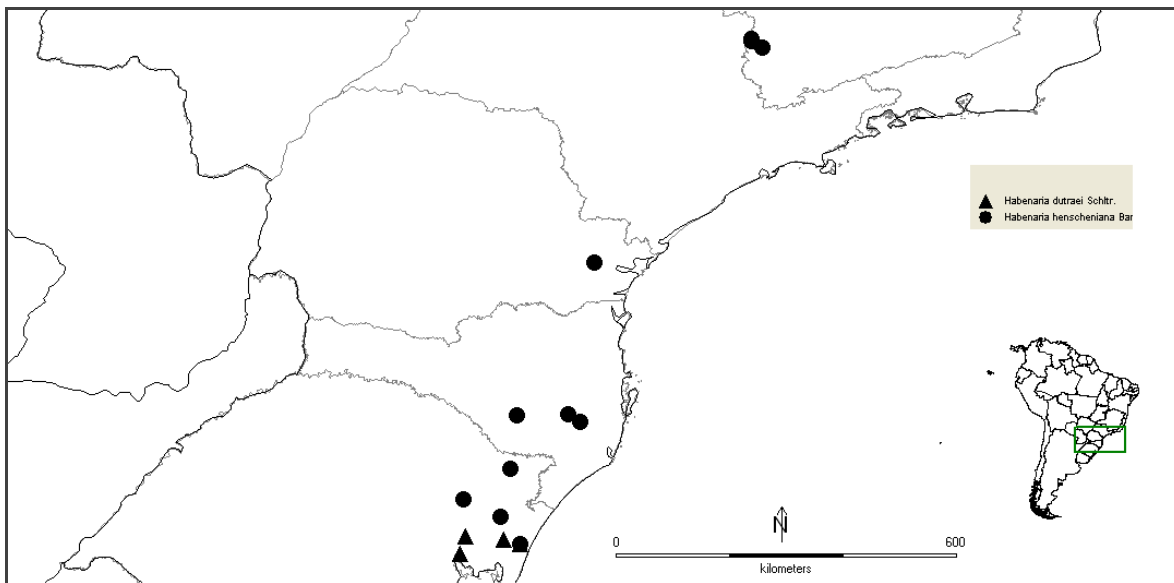 Habenaria dutraei Schltr.
Habenaria henscheniana Bar
N
0 600
kilometers